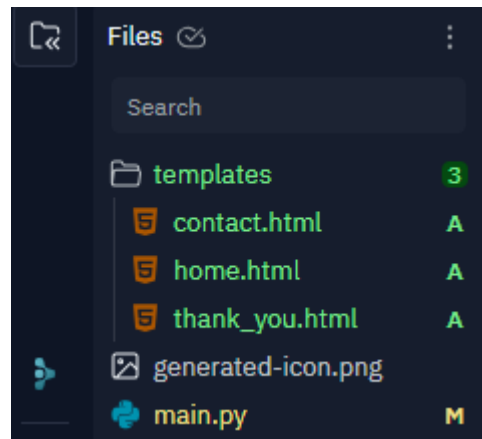 Files
Search
templates 3
contact.html A
home.html A
thank_you.html A
generated-icon.png
main.py M